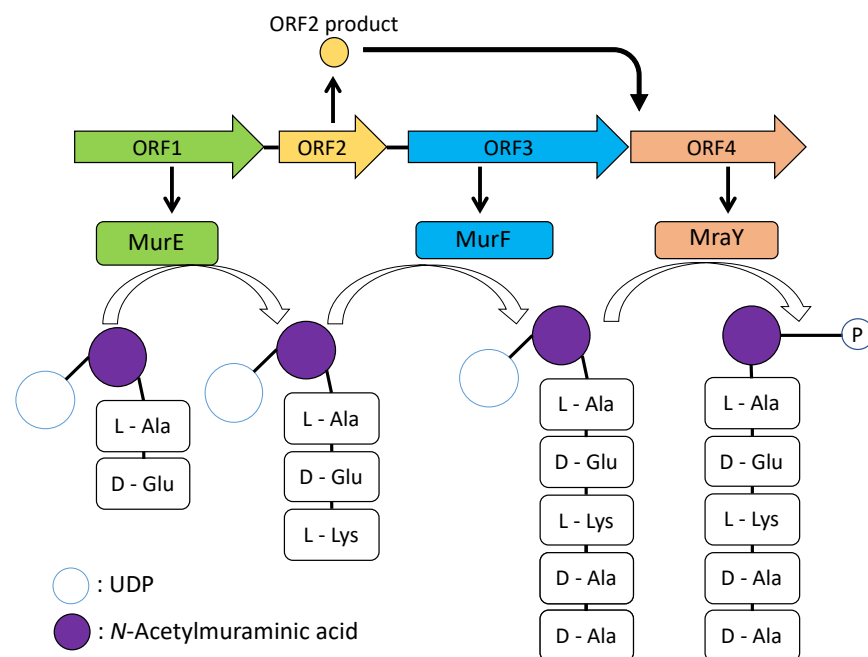 ORF2 product
ORF1
ORF2
ORF3
ORF4
MurE
MurF
MraY
P
L - Ala
D - Glu
L - Ala
D - Glu
L - Lys
L - Ala
D - Glu
L - Lys
D - Ala
D - Ala
L - Ala
D - Glu
L - Lys
D - Ala
D - Ala
: UDP
: N-Acetylmuraminic acid